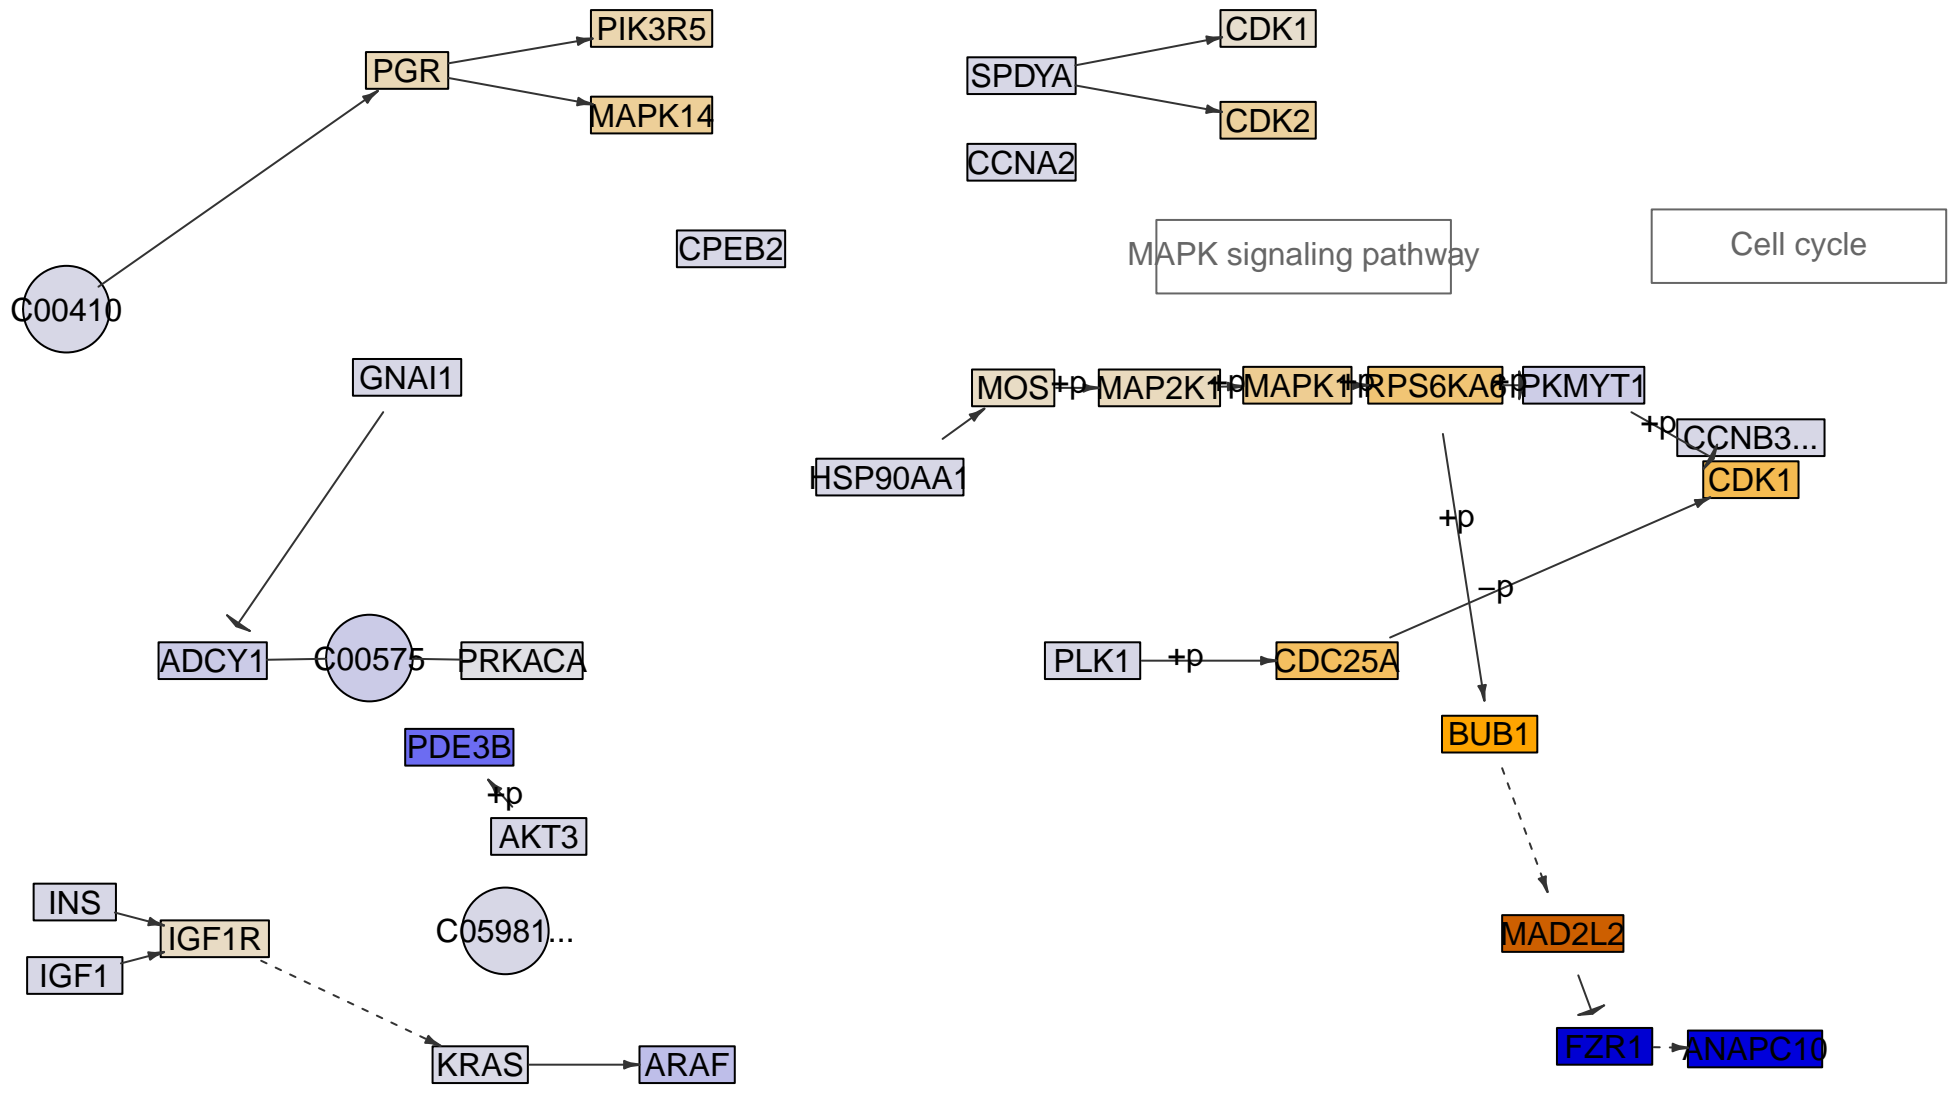 PIK3R5
CDK1
PGR
SPDYA
MAPK14
CDK2
CCNA2
CPEB2
MAPK signaling pathway
Cell cycle
C00410
GNAI1
MOS
+p
MAP2K1
+p
MAPK1
+p
RPS6KA6
+p
PKMYT1
+p
CCNB3...
HSP90AA1
CDK1
+p
−p
ADCY1
C00575
PRKACA
PLK1
+p
CDC25A
PDE3B
BUB1
+p
AKT3
INS
IGF1R
C05981...
MAD2L2
IGF1
KRAS
ARAF
FZR1
ANAPC10